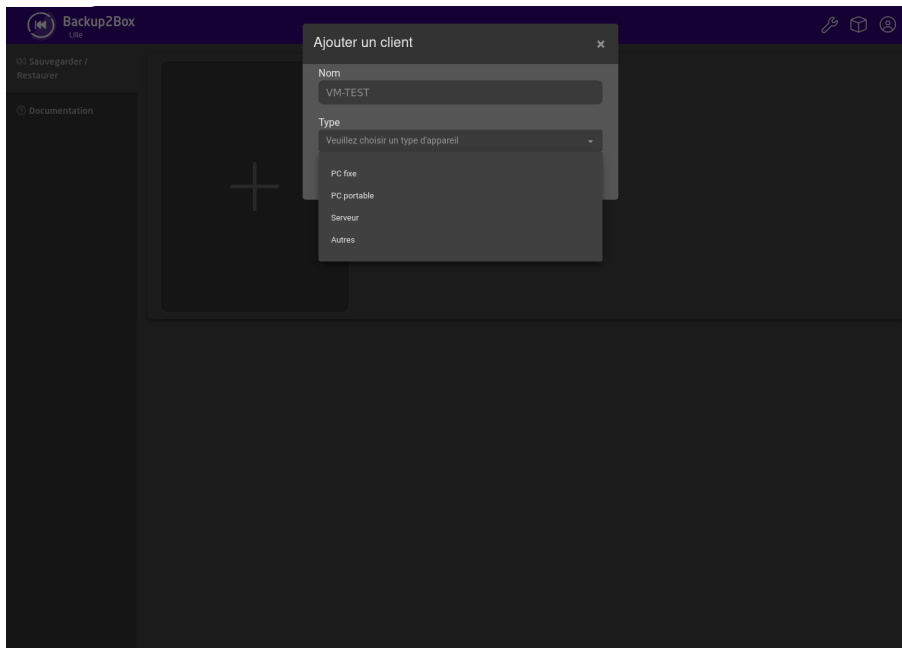 Backup2Box
Lille
Sauvegarder /
Restaurer
Documentation
Ajouter un client
×
Nom
VM-TEST
Type
Veuillez choisir un type d'appareil
PC fixe
PC portable
Serveur
Autres